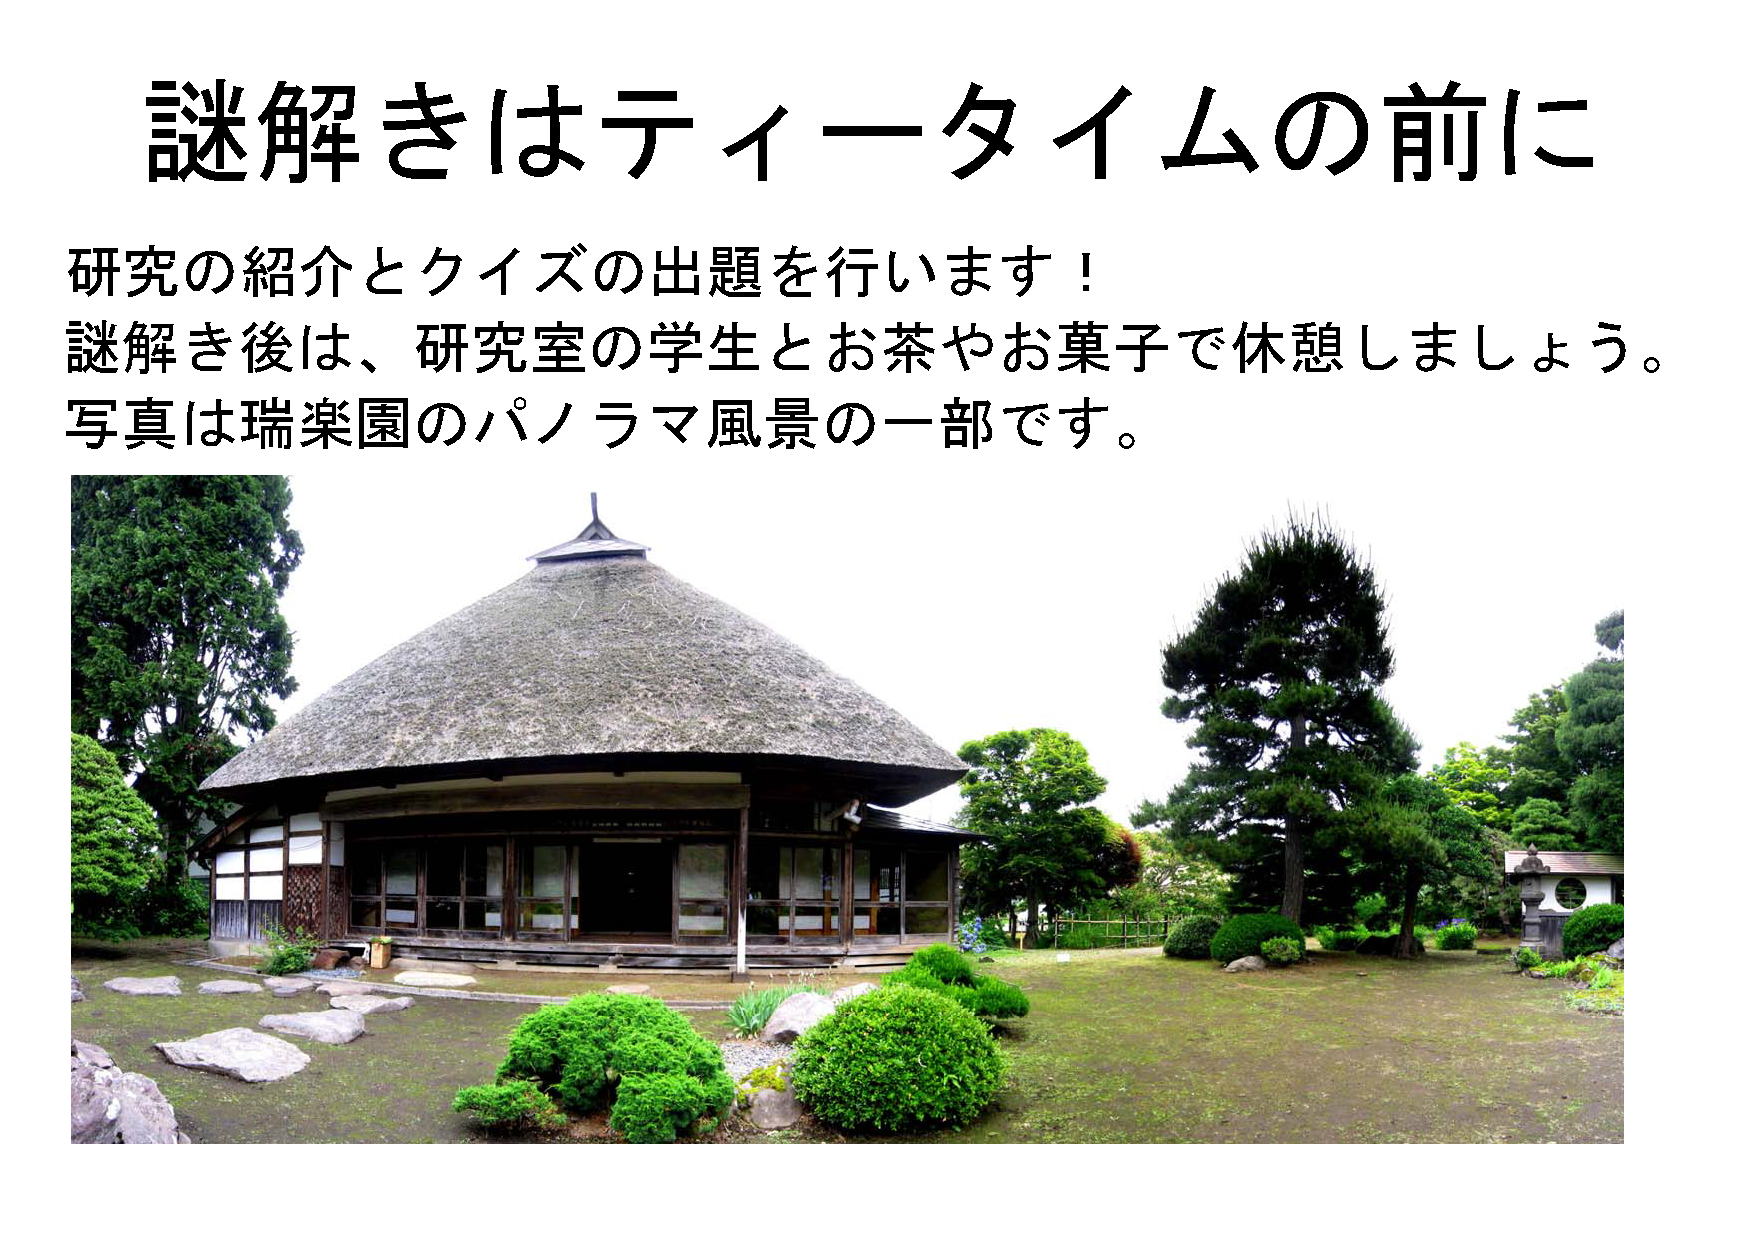 謎解きはティータイムの前に
研究の紹介とクイズの出題を行います！
謎解き後は、研究室の学生とお茶やお菓子で休憩しましょう。
写真は瑞楽園のパノラマ風景の一部です。